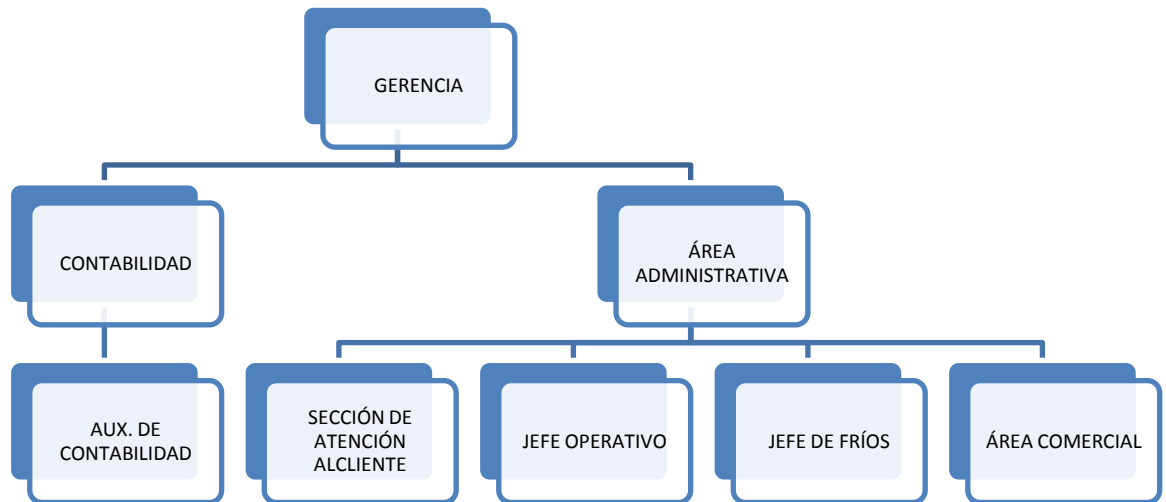 GERENCIA
CONTABILIDAD
ÁREA
ADMINISTRATIVA
AUX. DE
CONTABILIDAD
SECCIÓN DE
ATENCIÓN
ALCLIENTE
JEFE OPERATIVO
JEFE DE FRÍOS
ÁREA COMERCIAL